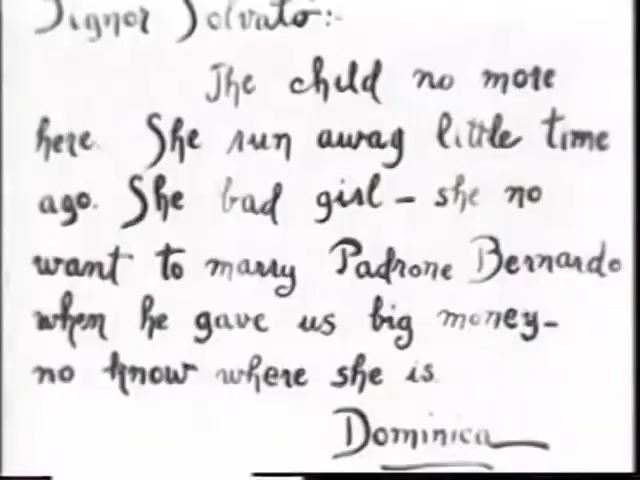 Signor Solvato:-
The child no more
here. She run away little time
ago. She bad girl - she no
want to marry Padrone Bernardo
when he gave us big money-
no know where she is.
Dominica